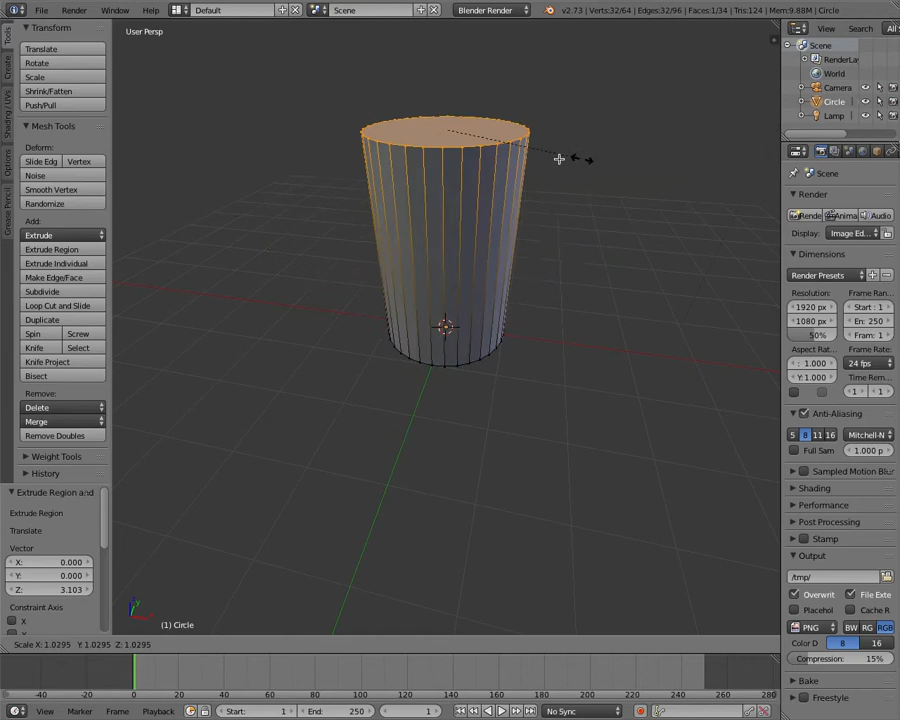 File Render Window Help Default Scene Blender Render v2.73 | Verts:32/64 | Edges:32/96 | Faces:1/34 | Tris:124 | Mem:9.88M | Circle
View Search All S
Tools
Create
Shading / UVs
Options
Grease Pencil
Transform
Translate
Rotate
Scale
Shrink/Fatten
Push/Pull
Mesh Tools
Deform:
Slide Edg Vertex
Noise
Smooth Vertex
Randomize
Add:
Extrude
Extrude Region
Extrude Individual
Make Edge/Face
Subdivide
Loop Cut and Slide
Duplicate
Spin Screw
Knife Select
Knife Project
Bisect
Remove:
Delete
Merge
Remove Doubles
Weight Tools
History
Extrude Region and
Extrude Region
Translate
Vector
X: 0.000
Y: 0.000
Z: 3.103
Constraint Axis
X
User Persp
(1) Circle
Scale X: 1.0295 Y: 1.0295 Z: 1.0295
Scene
RenderLa
World
Camera
Circle
Lamp
Scene
Render
Rende Anima Audio
Display: Image Ed...
Dimensions
Render Presets
Resolution: Frame Ran...
1920 px Start : 1
1080 px En: 250
50% Fram: 1
Aspect Rat... Frame Rate:
: 1.000 24 fps
Y: 1.000 Time Rem...
1 1
Anti-Aliasing
5 8 11 16 Mitchell-N
Full Sam 1.000 p
Sampled Motion Blur
Shading
Performance
Post Processing
Stamp
Output
/tmp/
Overwrit File Exte
Placehol Cache R
PNG BW RG RGB
Color D 8 16
Compression: 15%
Bake
Freestyle
-40 -20 0 20 40 60 80 100 120 140 160 180 200 220 240 260 280
View Marker Frame Playback Start: 1 End: 250 1 No Sync